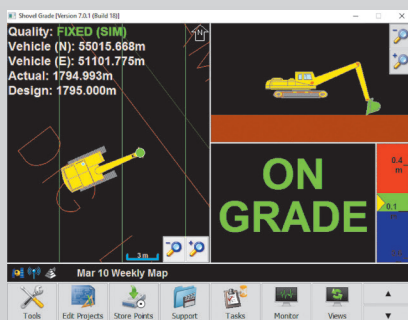 Shovel Grade [Version 7.0.1 (Build 18)]
Quality: FIXED (SIM)
Vehicle (N): 55015.668m
Vehicle (E): 51101.775m
Actual: 1794.993m
Design: 1795.000m
N
3 m
ON
GRADE
0.4
m
0.1
m
Mar 10 Weekly Map
Tools
Edit Projects
Store Points
Support
Tasks
Monitor
Views